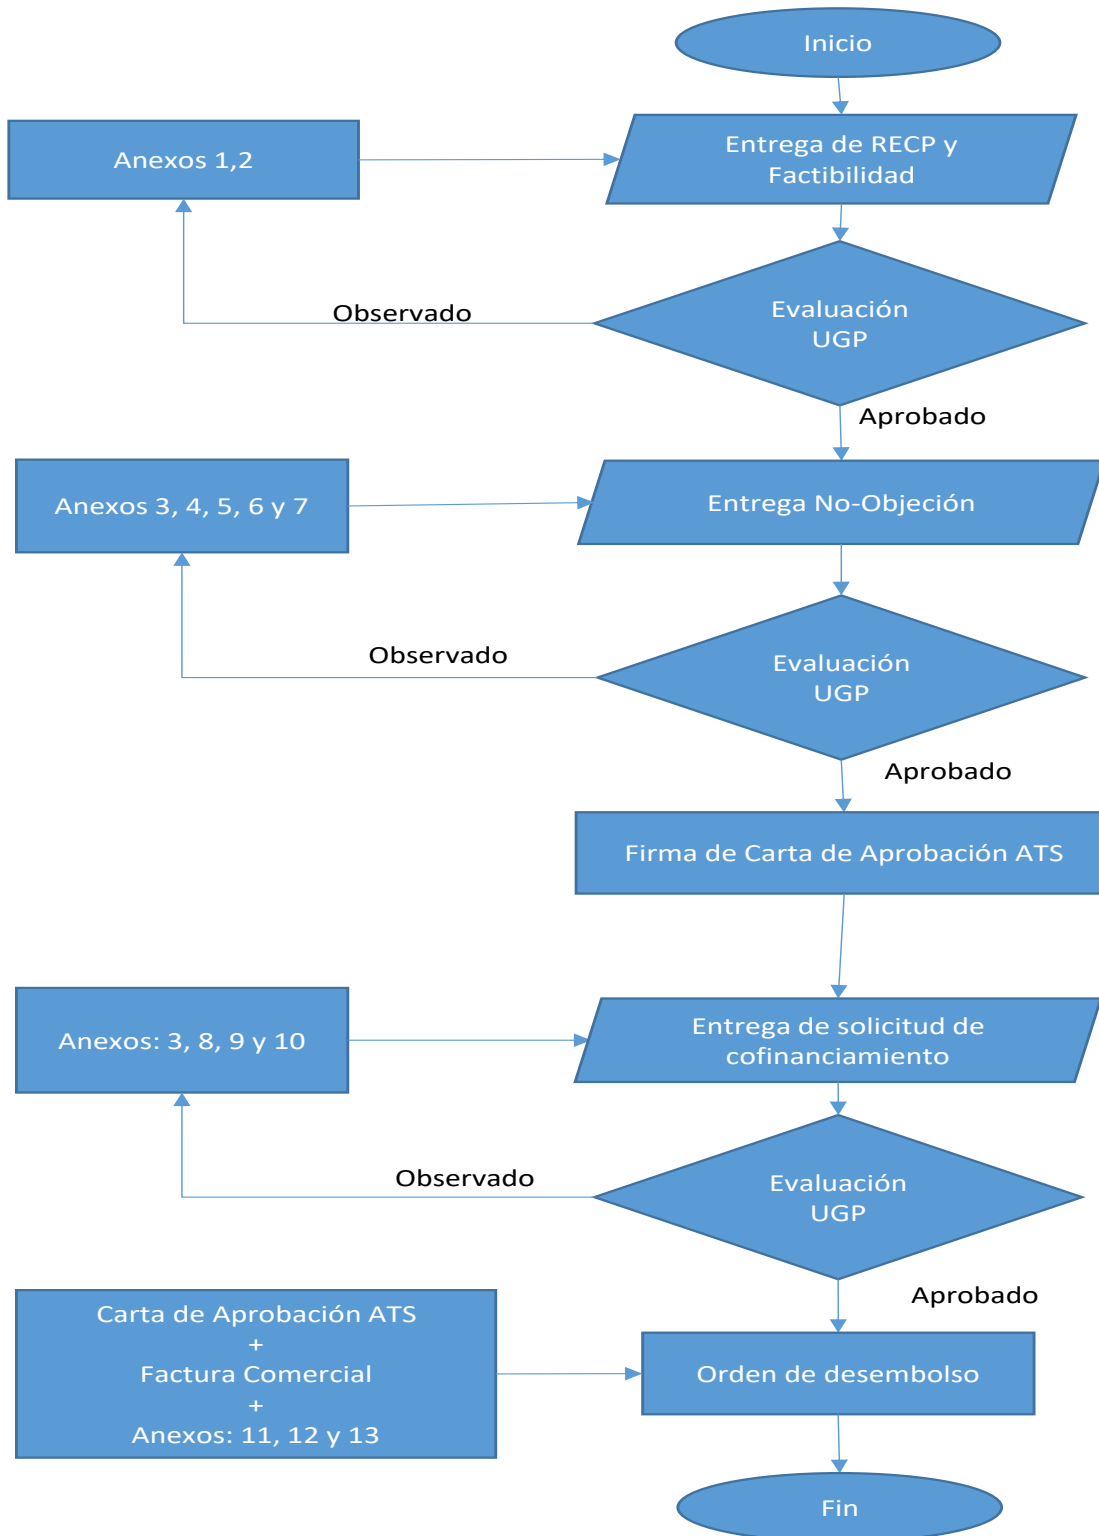 Inicio
Anexos 1,2
Entrega de RECP y
Factibilidad
Evaluación
UGP
Observado
Aprobado
Anexos 3, 4, 5, 6 y 7
Entrega No-Objeción
Evaluación
UGP
Observado
Aprobado
Firma de Carta de Aprobación ATS
Anexos: 3, 8, 9 y 10
Entrega de solicitud de
cofinanciamiento
Evaluación
UGP
Observado
Aprobado
Carta de Aprobación ATS
+
Factura Comercial
+
Anexos: 11, 12 y 13
Orden de desembolso
Fin